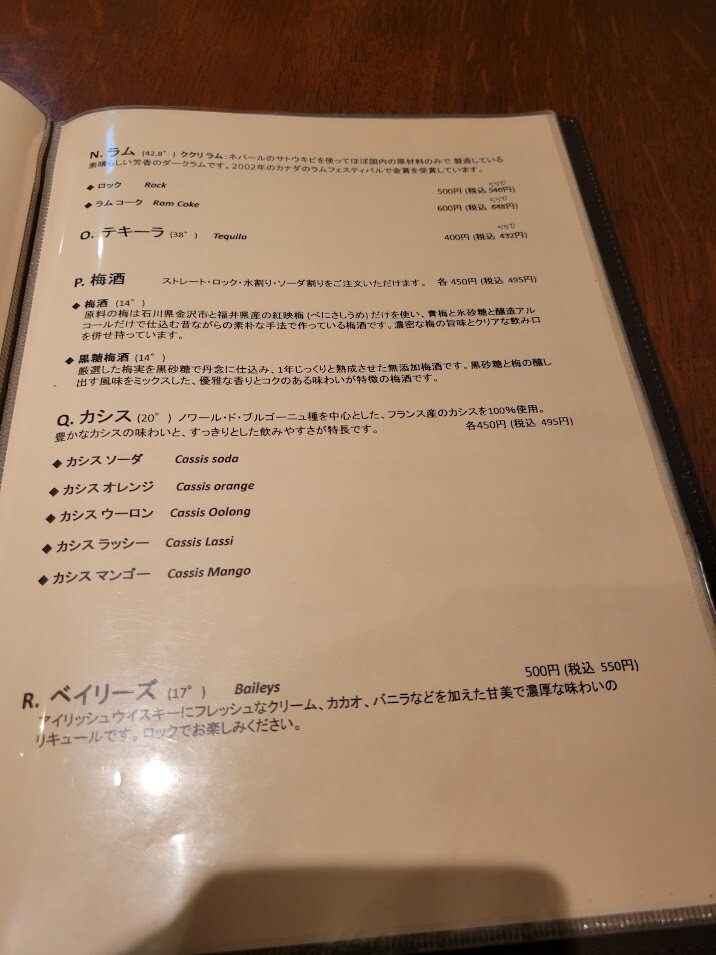 N. ラム (42.8°) ククリラム：ネパールのサトウキビを使ってほぼ国内の原材料のみで 製造している
素晴らしい芳香のダークラムです。2002年のカナダのラムフェスティバルで金賞を受賞しています。
◆ ロック Rock 500円 (税込 540円)
◆ ラム コーク Ram Coke 600円 (税込 648円)
O. テキーラ (38°) Tequila 400円 (税込 432円)
P. 梅酒 ストレート・ロック・水割り・ソーダ割りをご注文いただけます。 各 450円 (税込 495円)
◆ 梅酒 (14°)
原料の梅は石川県金沢市と福井県産の紅映梅 (べにさしうめ) だけを使い、青梅と氷砂糖と醸造アル
コールだけで仕込む昔ながらの素朴な手法で作っている梅酒です。濃密な梅の旨味とクリアな飲み口
を併せ持っています。
◆ 黒糖梅酒 (14°)
厳選した梅実を黒砂糖で丹念に仕込み、1年じっくりと熟成させた無添加梅酒です。黒砂糖と梅の醸し
出す風味をミックスした、優雅な香りとコクのある味わいが特徴の梅酒です。
Q. カシス (20°) ノワール・ド・ブルゴーニュ種を中心とした、フランス産のカシスを100%使用。
豊かなカシスの味わいと、すっきりとした飲みやすさが特長です。 各450円 (税込 495円)
◆ カシス ソーダ Cassis soda
◆ カシス オレンジ Cassis orange
◆ カシス ウーロン Cassis Oolong
◆ カシス ラッシー Cassis Lassi
◆ カシス マンゴー Cassis Mango
R. ベイリーズ (17°) Baileys 500円 (税込 550円)
アイリッシュウイスキーにフレッシュなクリーム、カカオ、バニラなどを加えた甘美で濃厚な味わいの
リキュールです。ロックでお楽しみください。